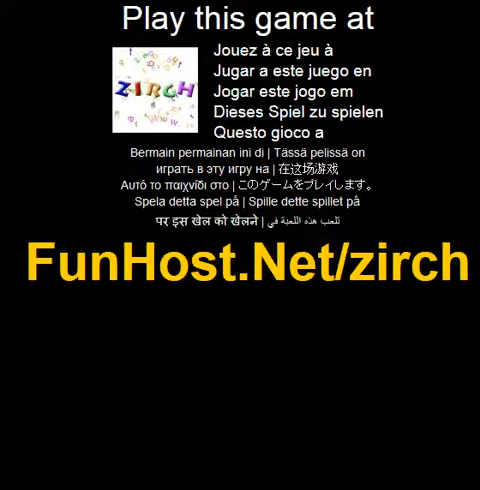 Play this game at
ZIRCH
Jouez à ce jeu à
Jugar a este juego en
Jogar este jogo em
Dieses Spiel zu spielen
Questo gioco a
Bermain permainan ini di | Tässä pelissä on
играть в эту игру на | 在这场游戏
Αυτό το παιχνίδι στο | このゲームをプレイします。
Spela detta spel på | Spille dette spillet på
पर इस खेल को खेलने | تلعب هذه اللعبة في
FunHost.Net/zirch